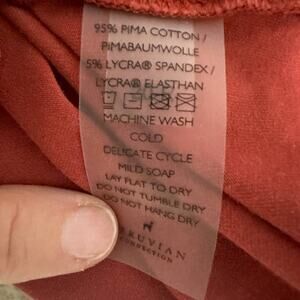 95% PIMA COTTON /
PIMABAUMWOLLE
5% LYCRA® SPANDEX /
LYCRA® ELASTHAN
MACHINE WASH
COLD
DELICATE CYCLE
MILD SOAP
LAY FLAT TO DRY
DO NOT TUMBLE DRY
DO NOT HANG DRY
PERUVIAN
CONNECTION